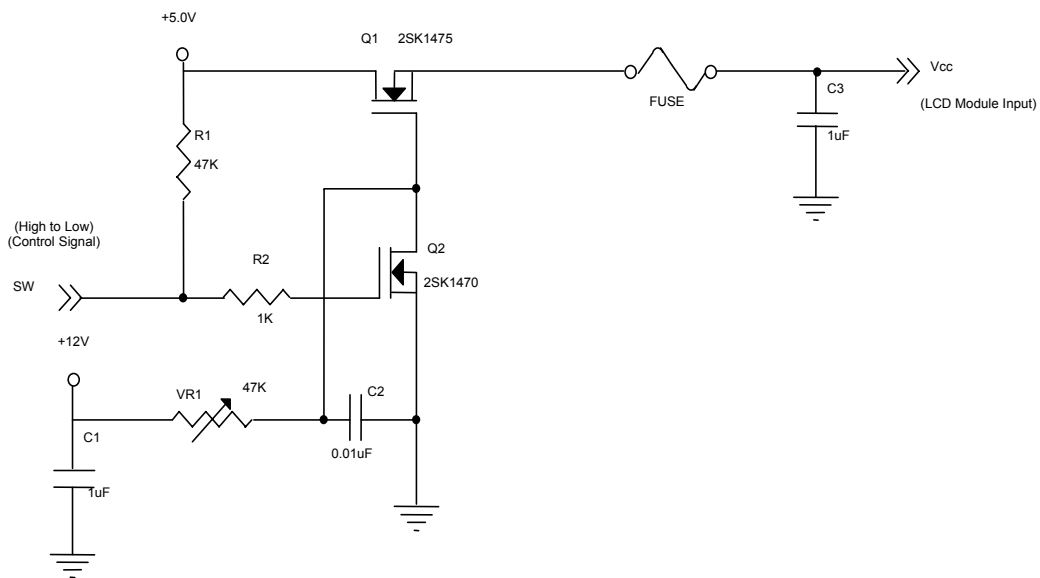 +5.0V
Q1 2SK1475
Vcc
(LCD Module Input)
FUSE
C3
1uF
R1
47K
(High to Low)
(Control Signal)
SW
R2
1K
Q2
2SK1470
+12V
VR1
47K
C2
0.01uF
C1
1uF